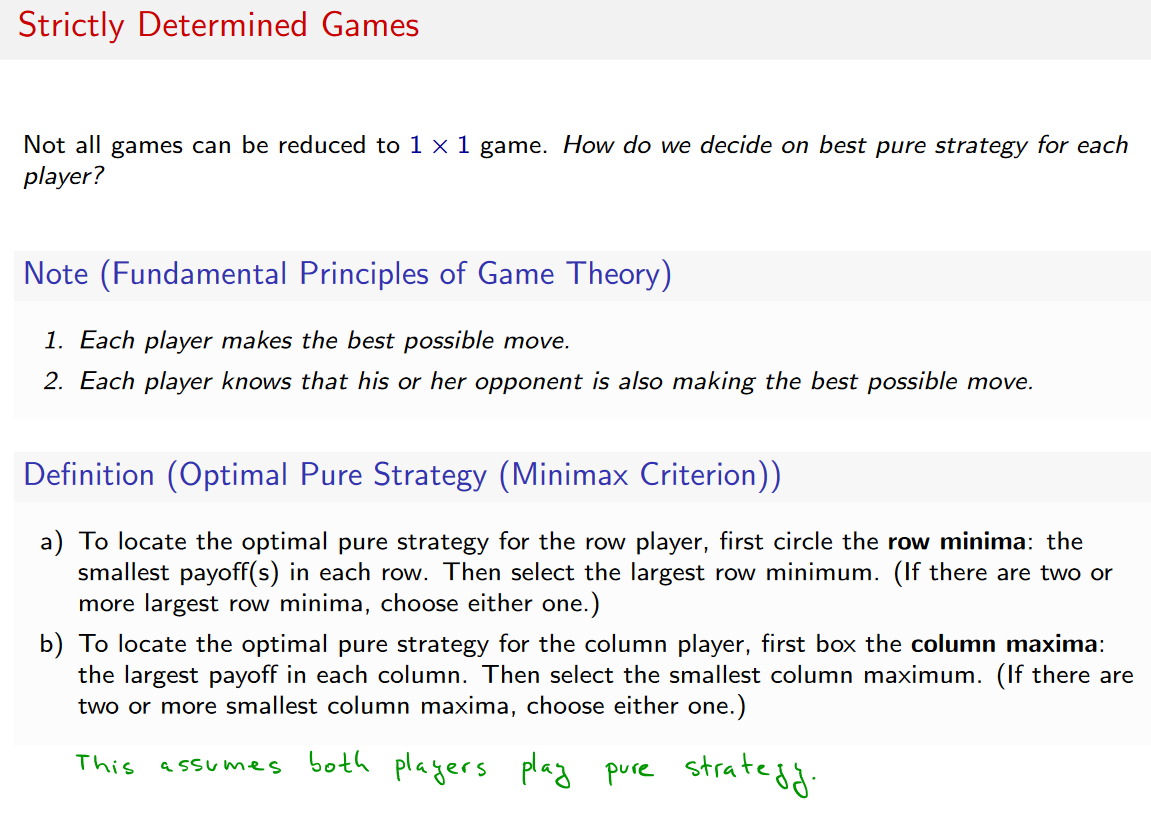 Strictly Determined Games
Not all games can be reduced to 1 × 1 game. How do we decide on best pure strategy for each
player?
Note (Fundamental Principles of Game Theory)
1. Each player makes the best possible move.
2. Each player knows that his or her opponent is also making the best possible move.
Definition (Optimal Pure Strategy (Minimax Criterion))
a) To locate the optimal pure strategy for the row player, first circle the row minima: the
smallest payoff(s) in each row. Then select the largest row minimum. (If there are two or
more largest row minima, choose either one.)
b) To locate the optimal pure strategy for the column player, first box the column maxima:
the largest payoff in each column. Then select the smallest column maximum. (If there are
two or more smallest column maxima, choose either one.)
This assumes both players play pure strategy.